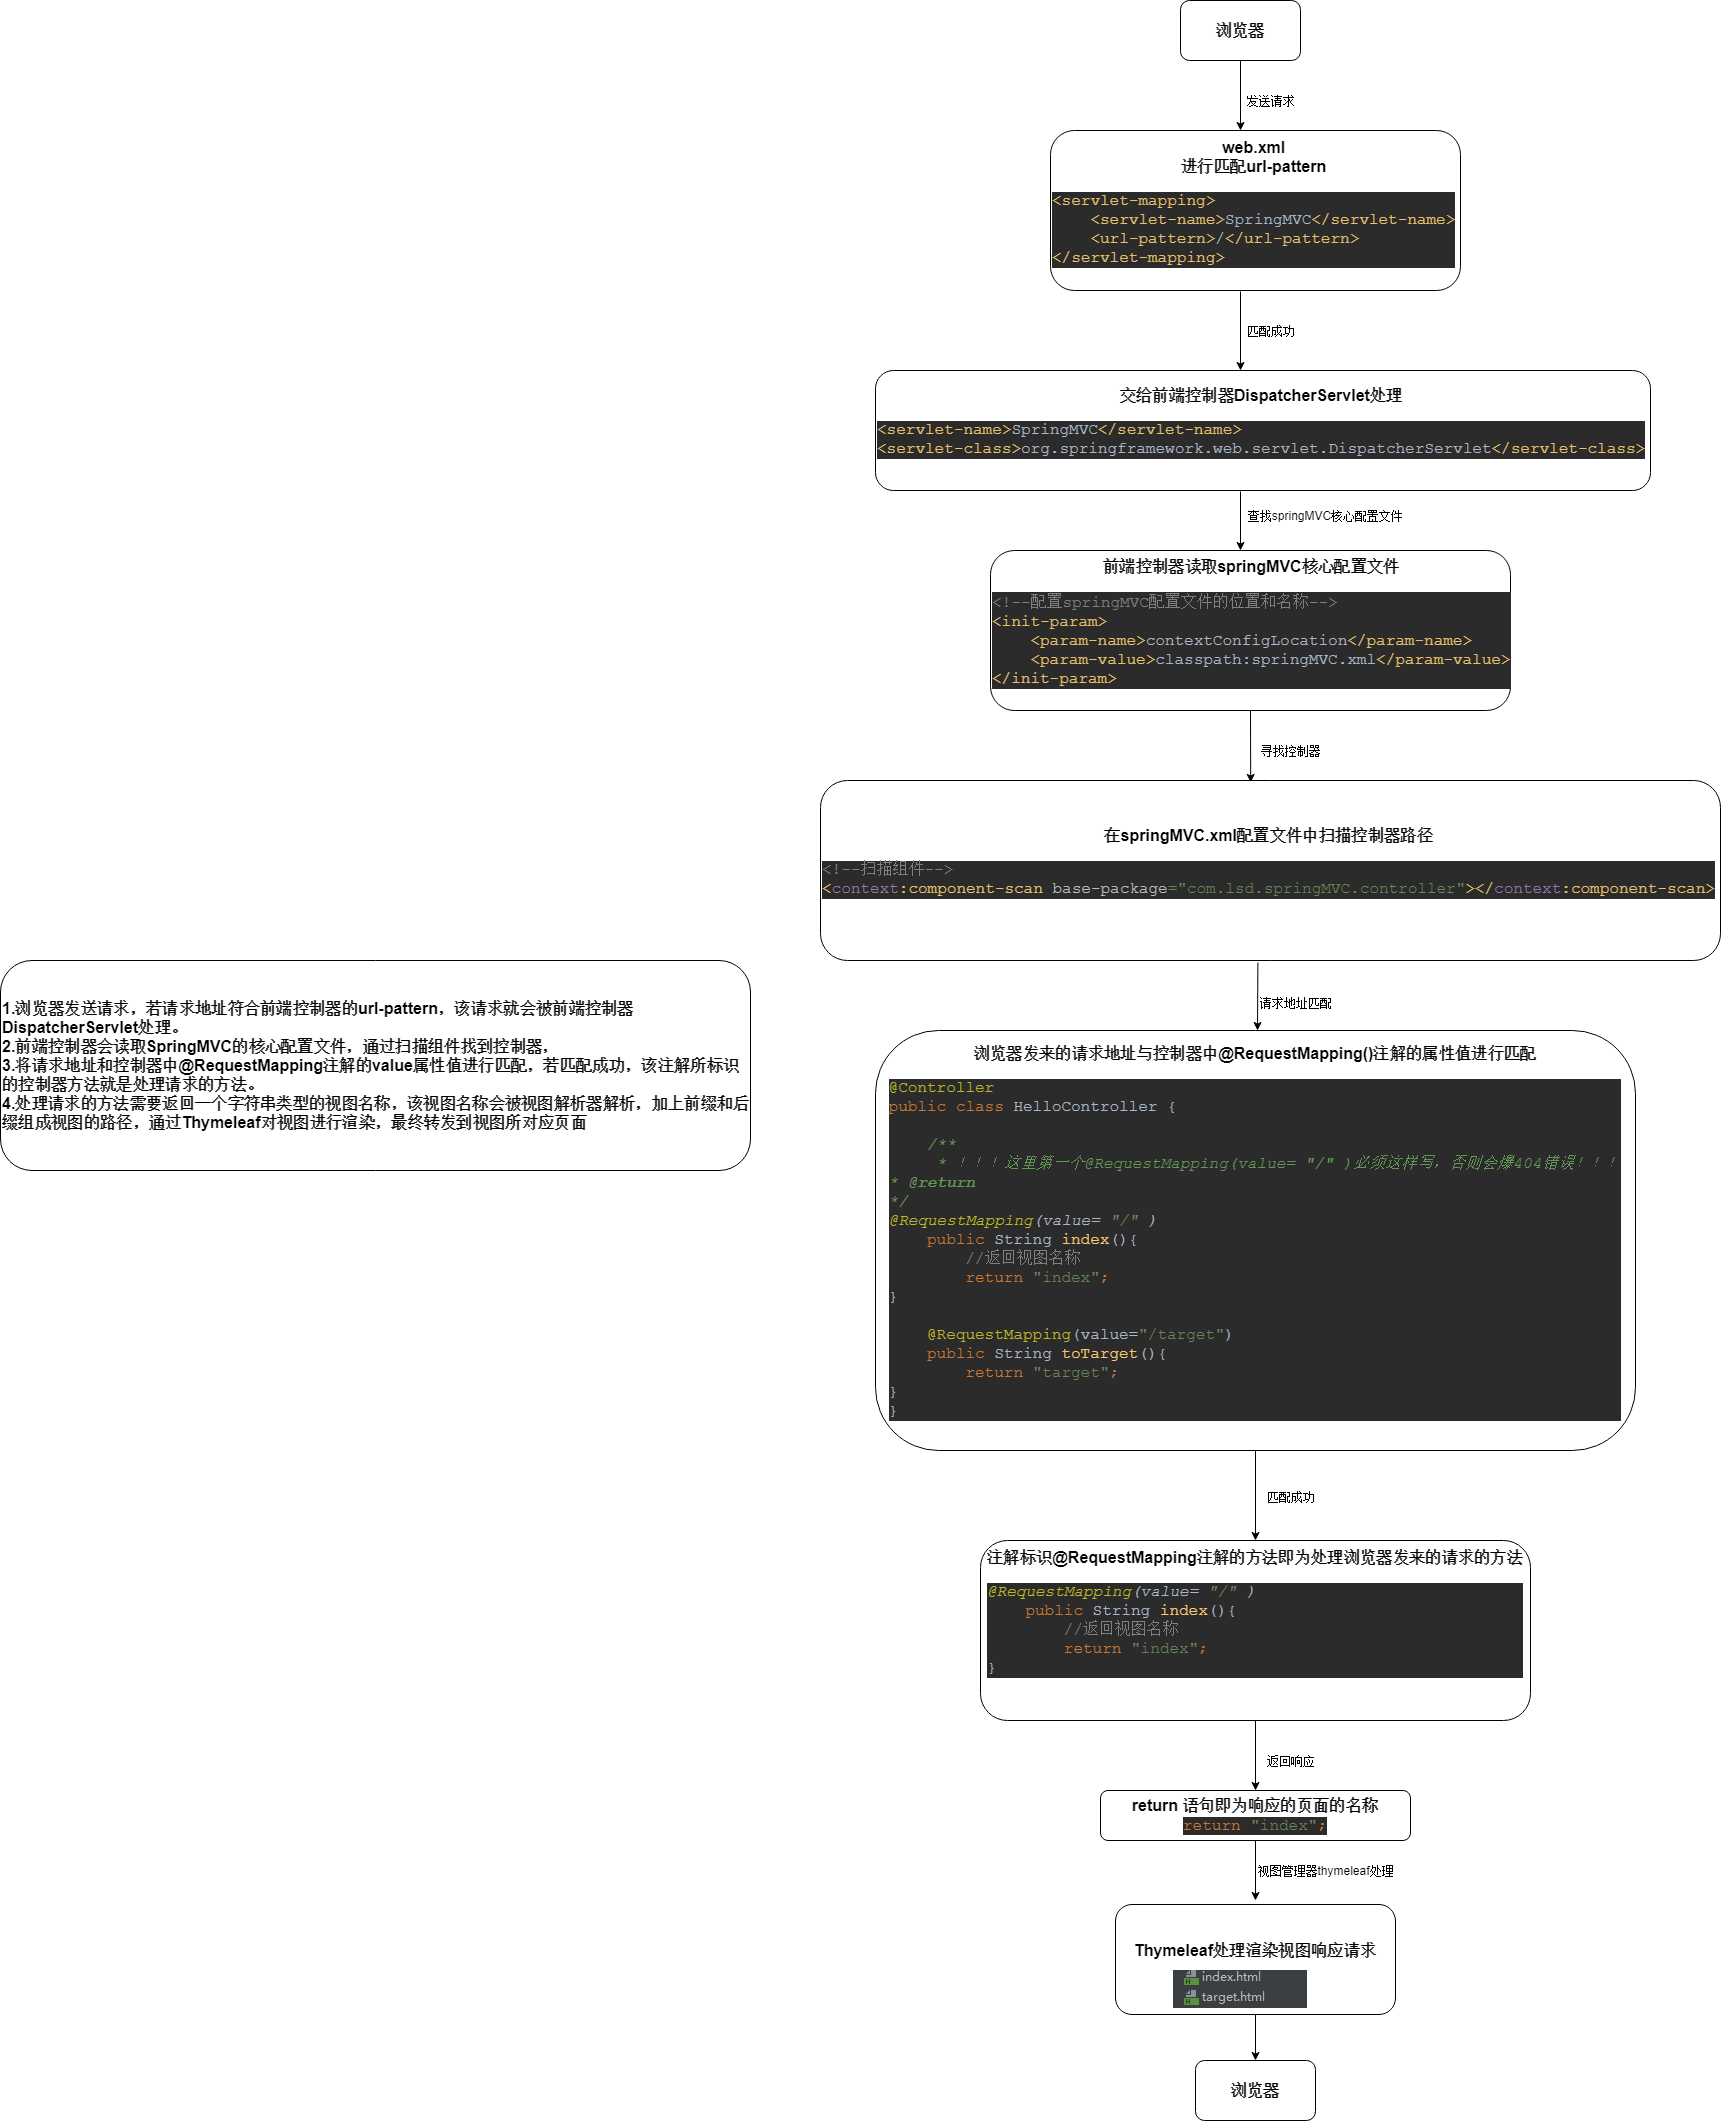 浏览器
发送请求
web.xml
进行匹配url-pattern
<servlet-mapping>
    <servlet-name>SpringMVC</servlet-name>
    <url-pattern>/</url-pattern>
</servlet-mapping>
匹配成功
交给前端控制器DispatcherServlet处理
<servlet-name>SpringMVC</servlet-name>
<servlet-class>org.springframework.web.servlet.DispatcherServlet</servlet-class>
查找springMVC核心配置文件
前端控制器读取springMVC核心配置文件
<!--配置springMVC配置文件的位置和名称-->
<init-param>
    <param-name>contextConfigLocation</param-name>
    <param-value>classpath:springMVC.xml</param-value>
</init-param>
寻找控制器
在springMVC.xml配置文件中扫描控制器路径
<!--扫描组件-->
<context:component-scan base-package="com.lsd.springMVC.controller"></context:component-scan>
1.浏览器发送请求，若请求地址符合前端控制器的url-pattern，该请求就会被前端控制器
DispatcherServlet处理。
2.前端控制器会读取SpringMVC的核心配置文件，通过扫描组件找到控制器，
3.将请求地址和控制器中@RequestMapping注解的value属性值进行匹配，若匹配成功，该注解所标识
的控制器方法就是处理请求的方法。
4.处理请求的方法需要返回一个字符串类型的视图名称，该视图名称会被视图解析器解析，加上前缀和后
缀组成视图的路径，通过Thymeleaf对视图进行渲染，最终转发到视图所对应页面
请求地址匹配
浏览器发来的请求地址与控制器中@RequestMapping()注解的属性值进行匹配
@Controller
public class HelloController {
    /**
     * ！！！这里第一个@RequestMapping(value= "/" )必须这样写，否则会爆404错误！！！
* @return
*/
@RequestMapping(value= "/" )
    public String index(){
        //返回视图名称
        return "index";
}
    @RequestMapping(value="/target")
    public String toTarget(){
        return "target";
}
}
匹配成功
注解标识@RequestMapping注解的方法即为处理浏览器发来的请求的方法
@RequestMapping(value= "/" )
    public String index(){
        //返回视图名称
        return "index";
}
返回响应
return 语句即为响应的页面的名称
return "index";
视图管理器thymeleaf处理
Thymeleaf处理渲染视图响应请求
index.html
target.html
浏览器